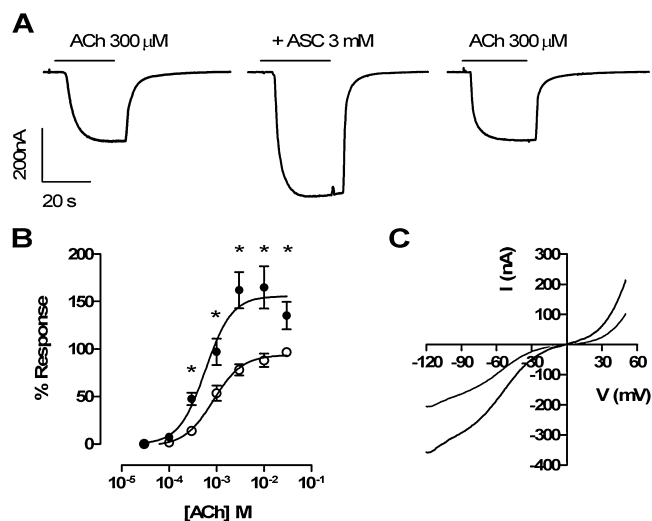 A
ACh 300 µM
+ ASC 3 mM
ACh 300 µM
200nA
20 s
B
% Response
200
150
100
50
0
* * * * *
10-5
10-4
10-3
10-2
10-1
[ACh] M
C
I (nA)
300
200
100
-120
-90
-60
-30
0
30
60
V (mV)
-100
-200
-300
-400